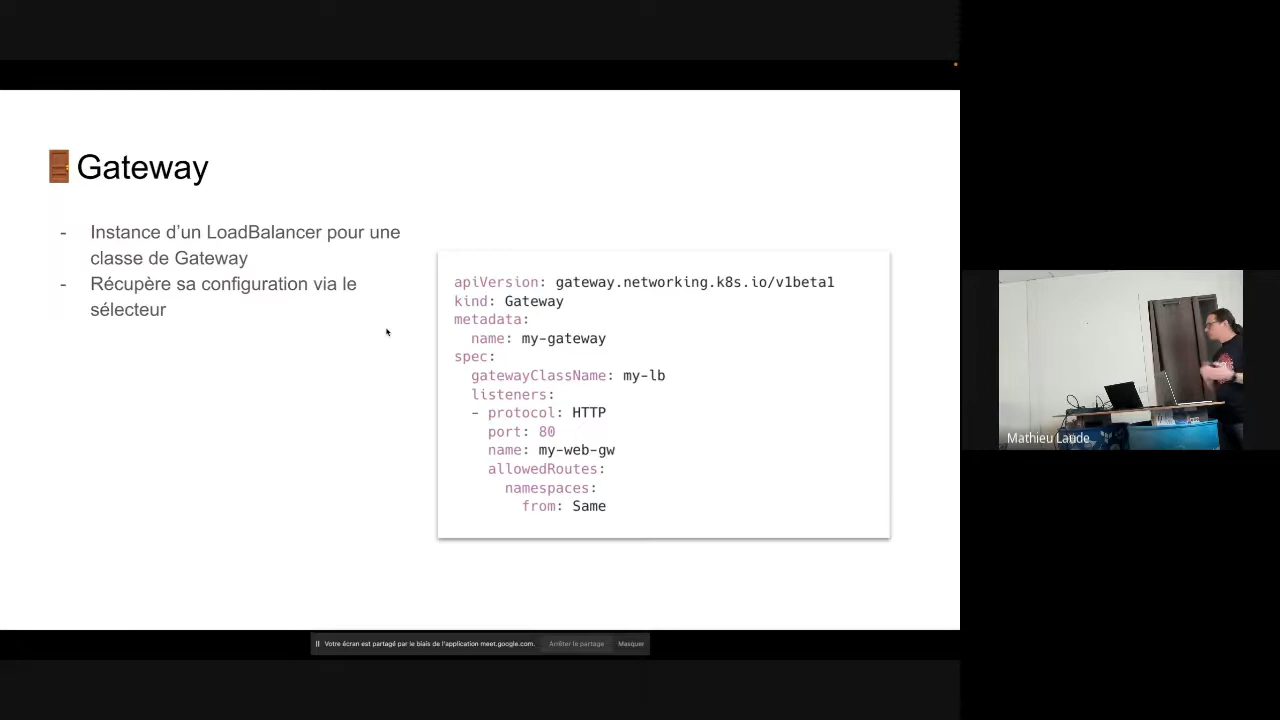 Gateway
- Instance d’un LoadBalancer pour une
classe de Gateway
- Récupère sa configuration via le
sélecteur
apiVersion: gateway.networking.k8s.io/v1beta1
kind: Gateway
metadata:
  name: my-gateway
spec:
  gatewayClassName: my-lb
  listeners:
  - protocol: HTTP
    port: 80
    name: my-web-gw
    allowedRoutes:
      namespaces:
        from: Same
Mathieu Laude
Votre écran est partagé par le biais de l'application meet.google.com. Arrêter le partage Masquer